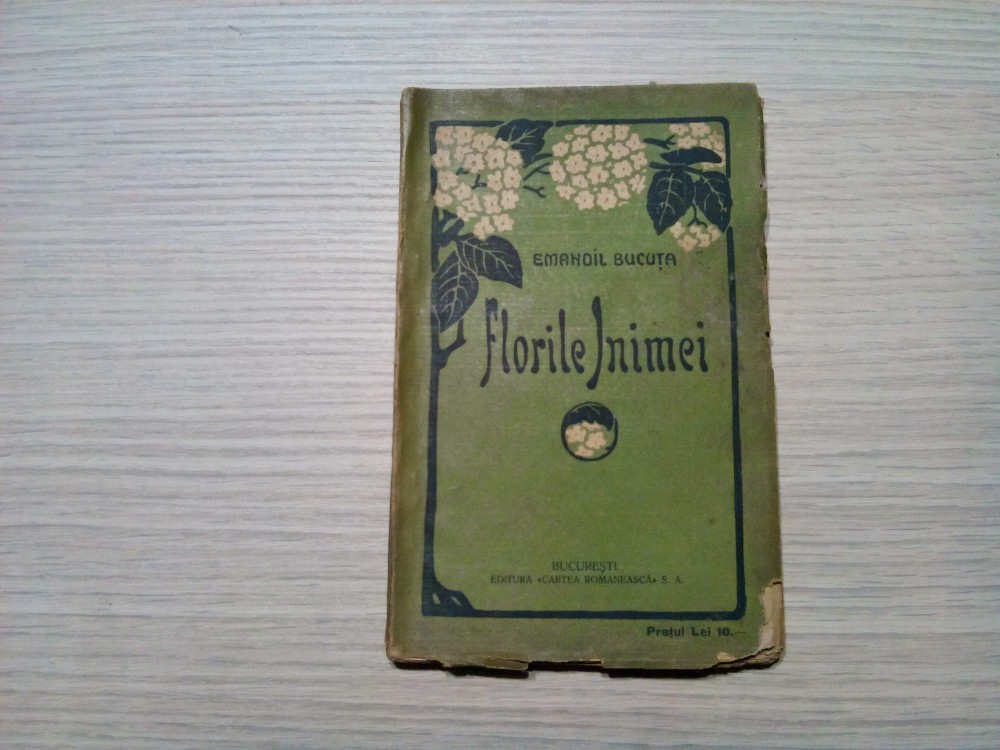 EMANOIL BUCUȚA
Florile Inimei
BUCUREȘTI
EDITURA «CARTEA ROMANEASCĂ» S. A.
Prețul Lei 10.—